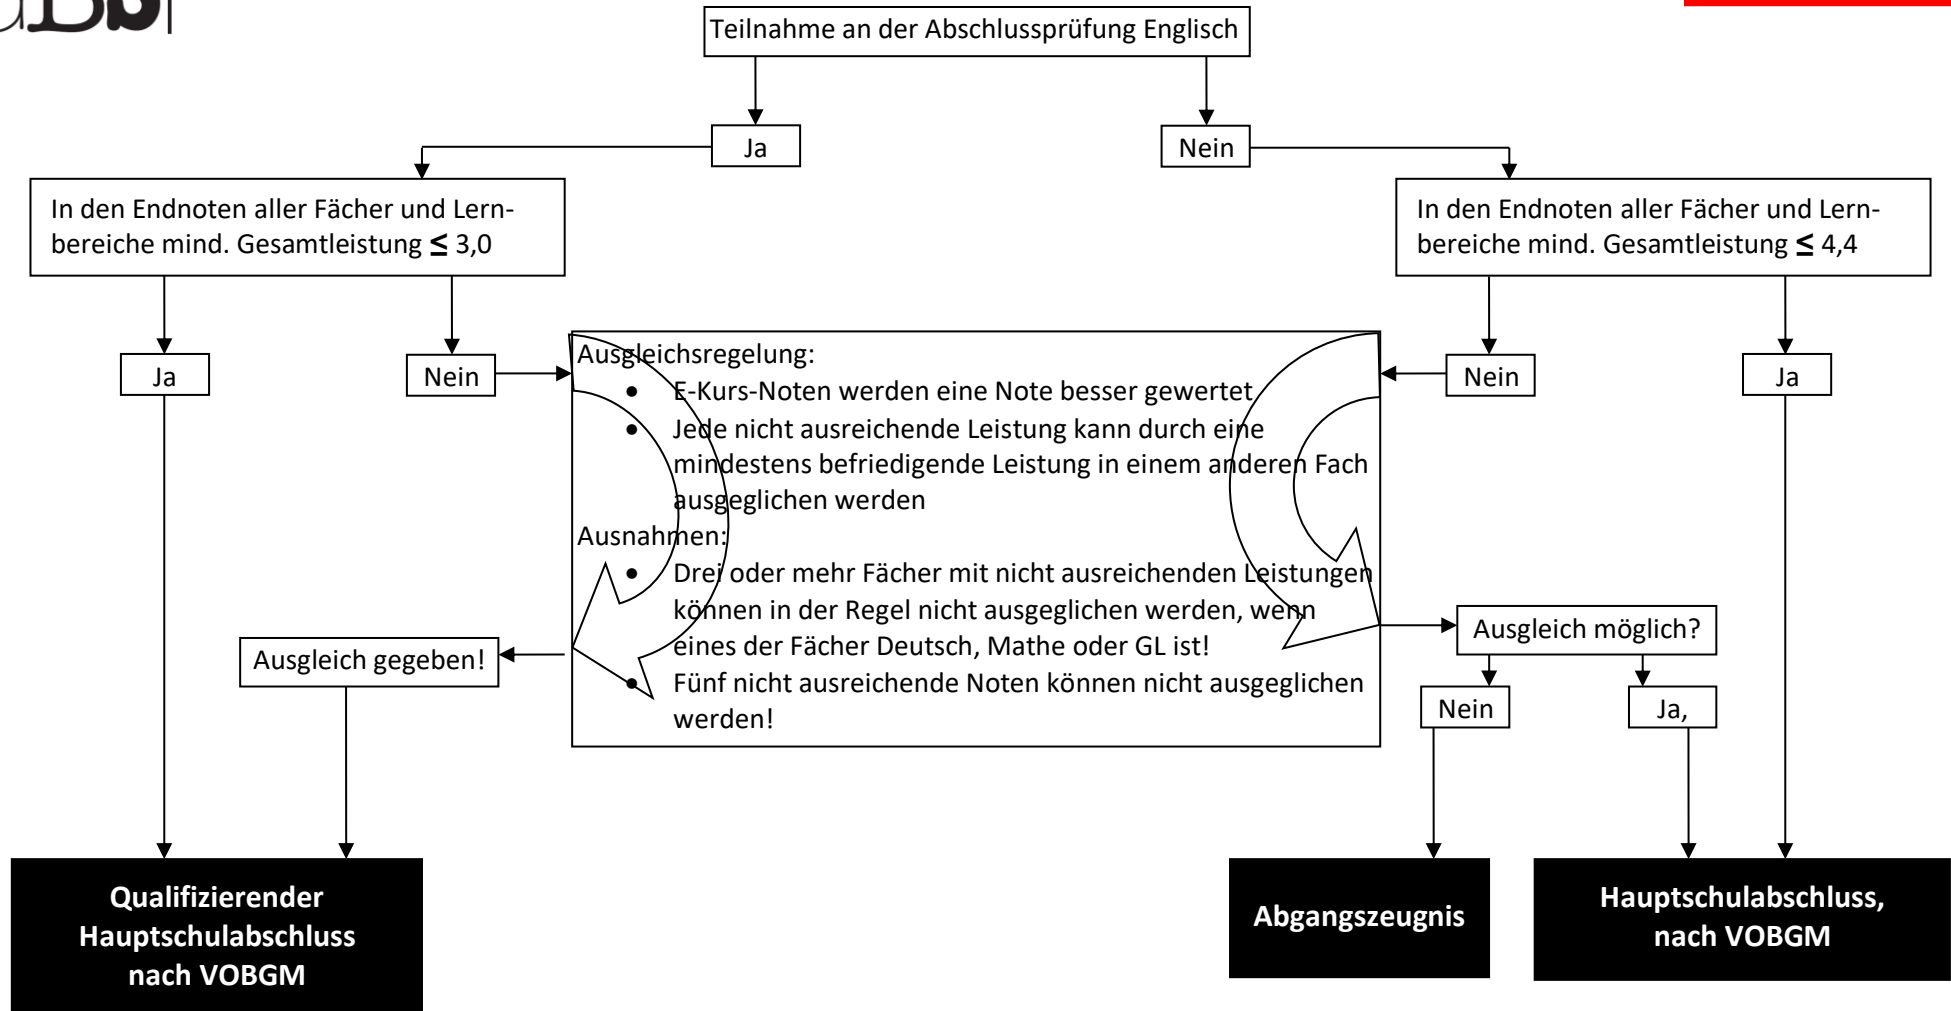 Teilnahme an der Abschlussprüfung Englisch
Ja
Nein
In den Endnoten aller Fächer und Lern-
bereiche mind. Gesamtleistung ≤ 3,0
In den Endnoten aller Fächer und Lern-
bereiche mind. Gesamtleistung ≤ 4,4
Ja
Nein
Ausgleichsregelung:
• E-Kurs-Noten werden eine Note besser gewertet
• Jede nicht ausreichende Leistung kann durch eine
mindestens befriedigende Leistung in einem anderen Fach
ausgeglichen werden
Ausnahmen:
• Drei oder mehr Fächer mit nicht ausreichenden Leistungen
können in der Regel nicht ausgeglichen werden, wenn
eines der Fächer Deutsch, Mathe oder GL ist!
• Fünf nicht ausreichende Noten können nicht ausgeglichen
werden!
Nein
Ja
Ausgleich gegeben!
Ausgleich möglich?
Nein
Ja,
Qualifizierender
Hauptschulabschluss
nach VOBGM
Abgangszeugnis
Hauptschulabschluss,
nach VOBGM